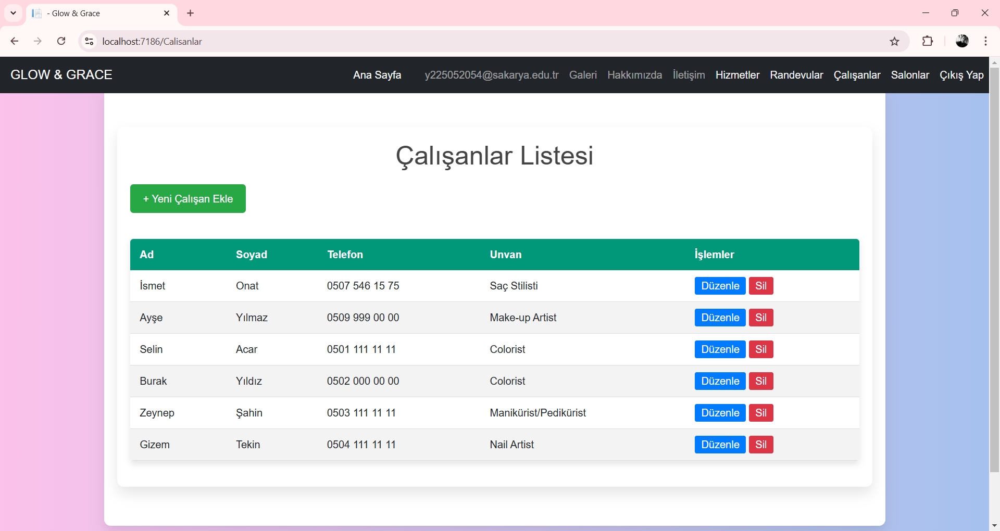 - Glow & Grace
localhost:7186/Calisanlar
GLOW & GRACE Ana Sayfa y225052054@sakarya.edu.tr Galeri Hakkımızda İletişim Hizmetler Randevular Çalışanlar Salonlar Çıkış Yap
Çalışanlar Listesi
+ Yeni Çalışan Ekle
Ad Soyad Telefon Unvan İşlemler
İsmet Onat 0507 546 15 75 Saç Stilisti Düzenle Sil
Ayşe Yılmaz 0509 999 00 00 Make-up Artist Düzenle Sil
Selin Acar 0501 111 11 11 Colorist Düzenle Sil
Burak Yıldız 0502 000 00 00 Colorist Düzenle Sil
Zeynep Şahin 0503 111 11 11 Manikürist/Pedikürist Düzenle Sil
Gizem Tekin 0504 111 11 11 Nail Artist Düzenle Sil